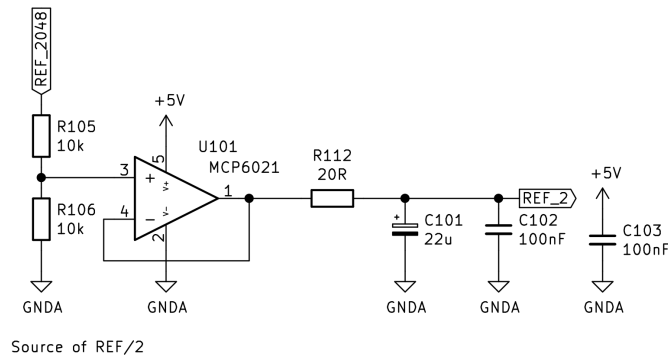 REF_2048
R105
10k
R106
10k
+5V
U101
MCP6021
3
4
5
2
1
+
−
V+
V-
R112
20R
REF_2
+
C101
22u
C102
100nF
+5V
C103
100nF
GNDA
GNDA
GNDA
GNDA
GNDA
Source of REF/2